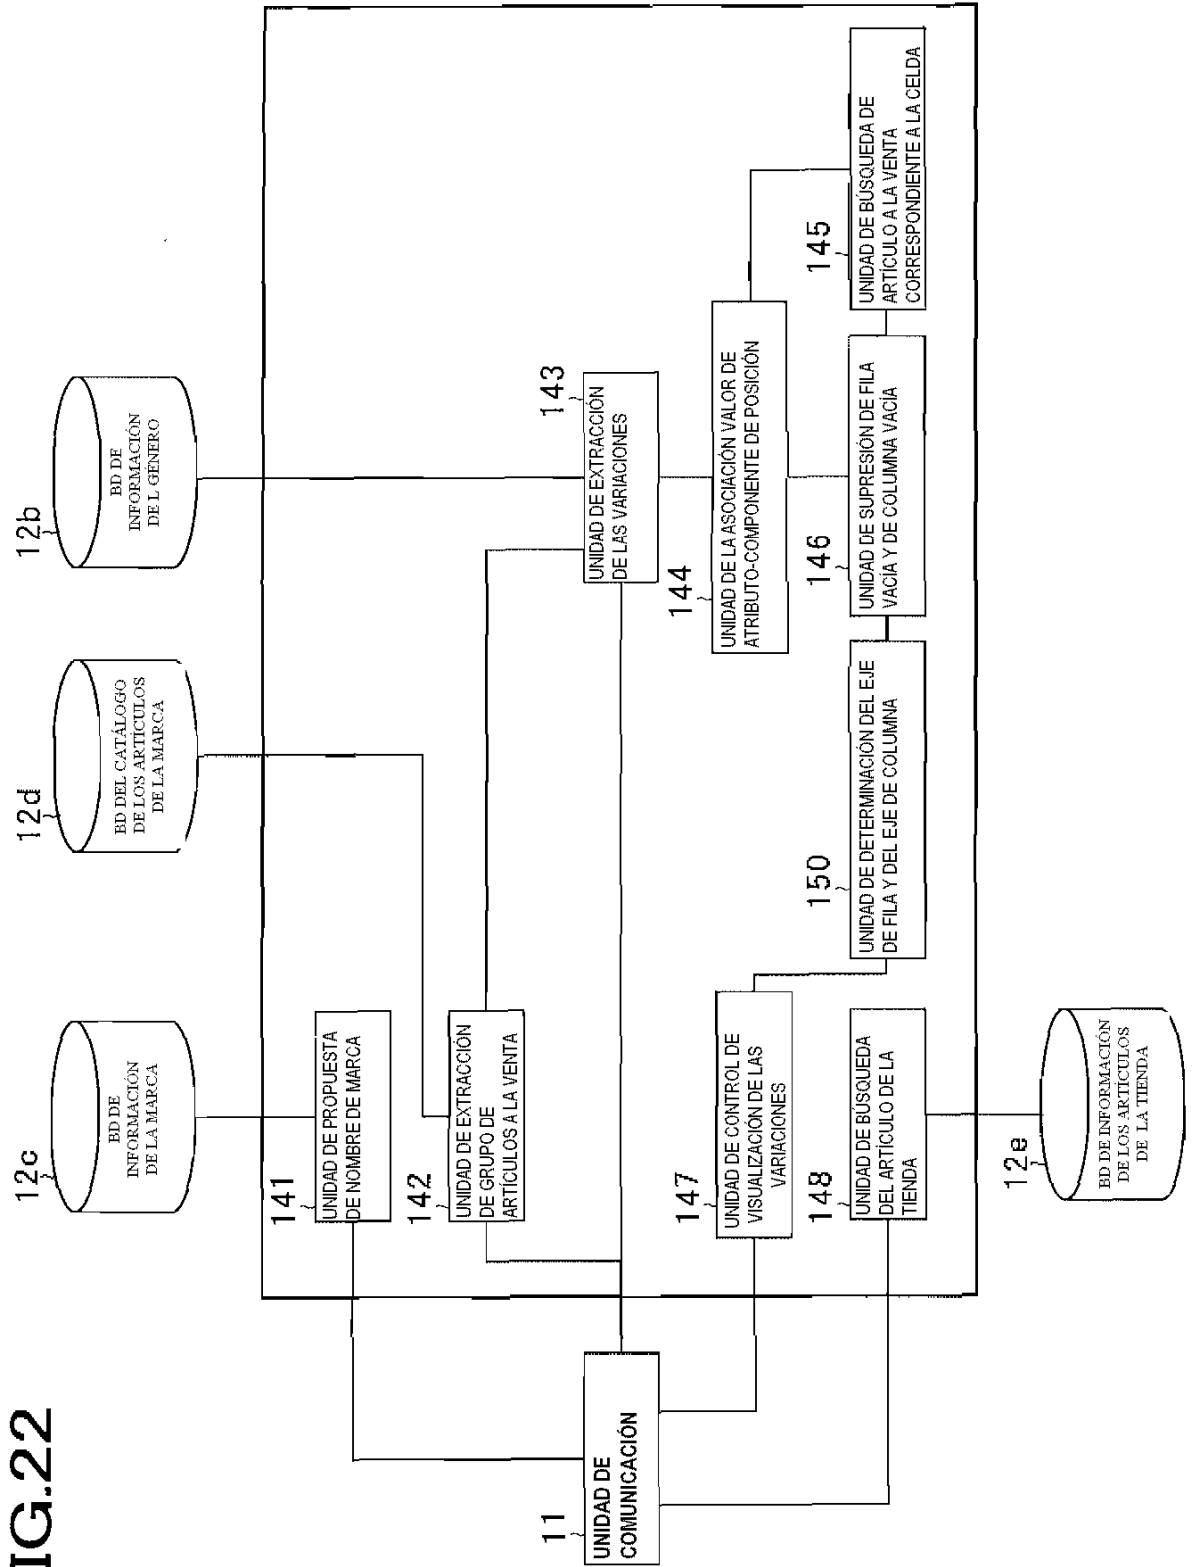 IG.22
12c
BD DE
INFORMACIÓN
DE LA MARCA
12d
BD DEL CATÁLOGO
DE LOS ARTÍCULOS
DE LA MARCA
12b
BD DE
INFORMACIÓN
DE L GÉNERO
141
UNIDAD DE PROPUESTA
DE NOMBRE DE MARCA
142
UNIDAD DE EXTRACCIÓN
DE GRUPO DE
ARTÍCULOS A LA VENTA
11
UNIDAD DE
COMUNICACIÓN
143
UNIDAD DE EXTRACCIÓN
DE LAS VARIACIONES
147
UNIDAD DE CONTROL DE
VISUALIZACIÓN DE LAS
VARIACIONES
144
UNIDAD DE LA ASOCIACIÓN VALOR DE
ATRIBUTO-COMPONENTE DE POSICIÓN
148
UNIDAD DE BÚSQUEDA
DEL ARTÍCULO DE LA
TIENDA
150
UNIDAD DE DETERMINACIÓN DEL EJE
DE FILA Y DEL EJE DE COLUMNA
146
UNIDAD DE SUPRESIÓN DE FILA
VACÍA Y DE COLUMNA VACÍA
145
UNIDAD DE BÚSQUEDA DE
ARTÍCULO A LA VENTA
CORRESPONDIENTE A LA CELDA
12e
BD DE INFORMACIÓN
DE LOS ARTÍCULOS
DE LA TIENDA